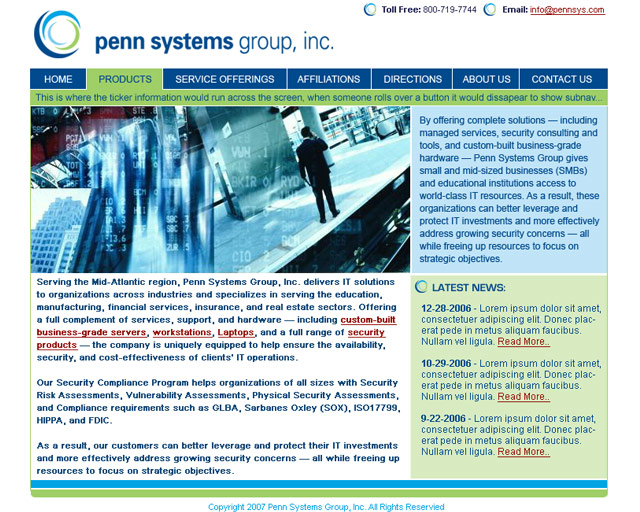 Toll Free: 800-719-7744 Email: info@pennsys.com
penn systems group, inc.
HOME PRODUCTS SERVICE OFFERINGS AFFILIATIONS DIRECTIONS ABOUT US CONTACT US
This is where the ticker information would run across the screen, when someone rolls over a button it would dissapear to show subnav...
By offering complete solutions — including
managed services, security consulting and
tools, and custom-built business-grade
hardware — Penn Systems Group gives
small and mid-sized businesses (SMBs)
and educational institutions access to
world-class IT resources. As a result, these
organizations can better leverage and
protect IT investments and more effectively
address growing security concerns — all
while freeing up resources to focus on
strategic objectives.
Serving the Mid-Atlantic region, Penn Systems Group, Inc. delivers IT solutions
to organizations across industries and specializes in serving the education,
manufacturing, financial services, insurance, and real estate sectors. Offering
a full complement of services, support, and hardware — including custom-built
business-grade servers, workstations, Laptops, and a full range of security
products — the company is uniquely equipped to help ensure the availability,
security, and cost-effectiveness of clients' IT operations.
Our Security Compliance Program helps organizations of all sizes with Security
Risk Assessments, Vulnerability Assessments, Physical Security Assessments,
and Compliance requirements such as GLBA, Sarbanes Oxley (SOX), ISO17799,
HIPPA, and FDIC.
As a result, our customers can better leverage and protect their IT investments
and more effectively address growing security concerns — all while freeing up
resources to focus on strategic objectives.
LATEST NEWS:
12-28-2006 - Lorem ipsum dolor sit amet,
consectetuer adipiscing elit. Donec plac-
erat pede in metus aliquam faucibus.
Nullam vel ligula. Read More..
10-29-2006 - Lorem ipsum dolor sit amet,
consectetuer adipiscing elit. Donec plac-
erat pede in metus aliquam faucibus.
Nullam vel ligula. Read More..
9-22-2006 - Lorem ipsum dolor sit amet,
consectetuer adipiscing elit. Donec plac-
erat pede in metus aliquam faucibus.
Nullam vel ligula. Read More..
Copyright 2007 Penn Systems Group, Inc. All Rights Reserved